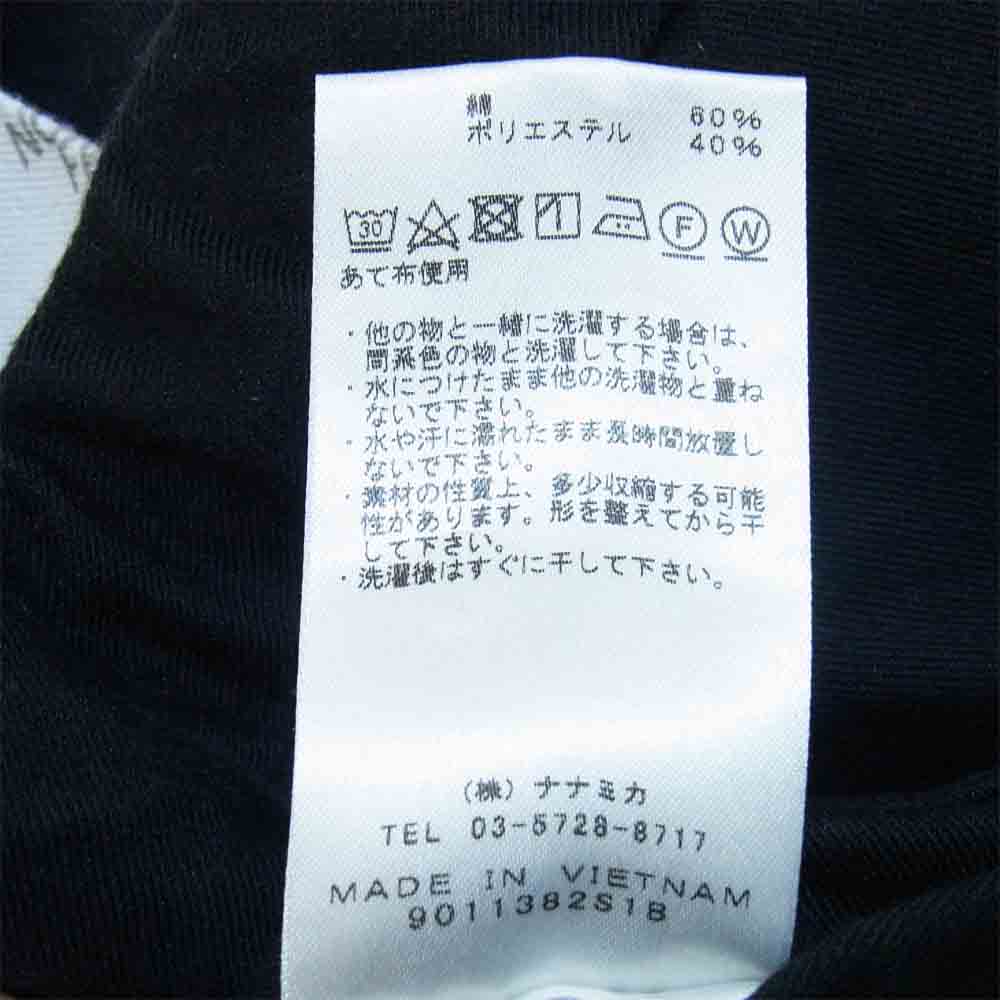 綿 60%
ポリエステル 40%
30
F W
あて布使用
・他の物と一緒に洗濯する場合は、
同系色の物と洗濯して下さい。
・水につけたまま他の洗濯物と重ね
ないで下さい。
・水や汗に濡れたまま長時間放置し
ないで下さい。
・素材の性質上、多少収縮する可能
性があります。形を整えてから干
して下さい。
・洗濯後はすぐに干して下さい。
(株)ナナミカ
TEL 03-5728-8717
MADE IN VIETNAM
9011382S1B